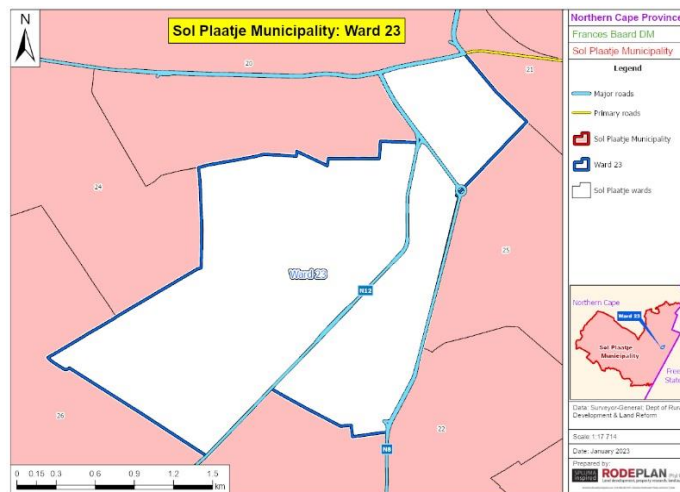 Sol Plaatje Municipality: Ward 23
N
20
21
24
25
26
22
Ward 23
N12
N8
0 0.15 0.3 0.6 0.9 1.2 1.5
km
Northern Cape Province
Frances Baard DM
Sol Plaatje Municipality
Legend
Major roads
Primary roads
Sol Plaatje Municipality
Ward 23
Sol Plaatje wards
Northern Cape
Ward 23
Sol Plaatje
Municipality
Free
State
Data: Surveyor-General, Dept of Rural
Development & Land Reform
Scale: 1:17 714
Date: January 2023
Prepared by:
SPLUMA
RODEPLAN